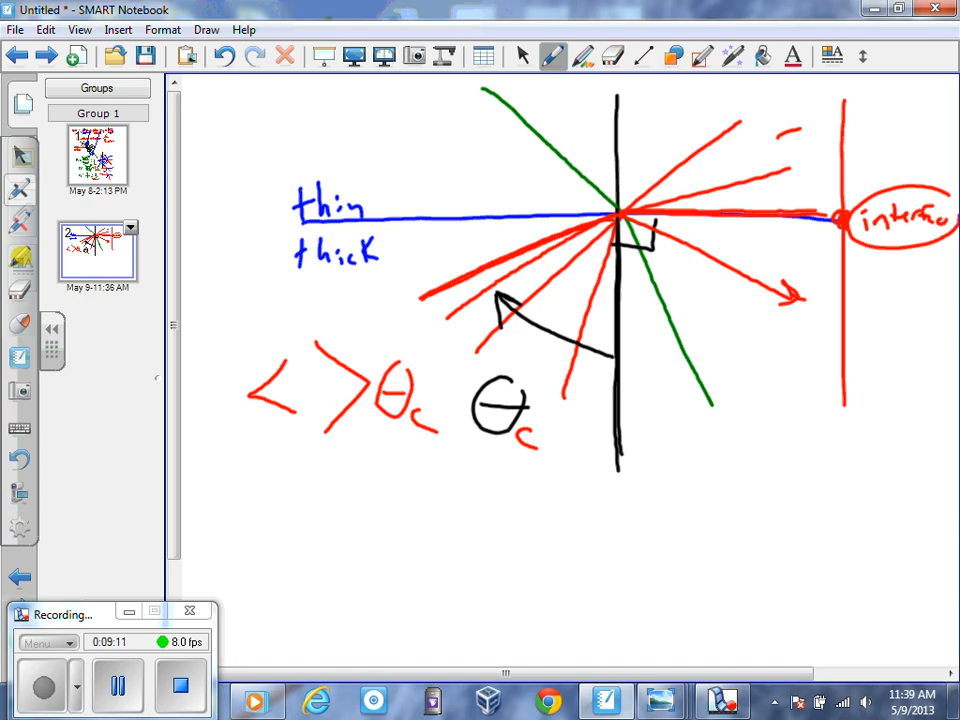 Untitled * - SMART Notebook
File Edit View Insert Format Draw Help
Groups
Group 1
May 8-2:13 PM
2
May 9-11:36 AM
thin
thick
< > θc θc
Recording...
Menu
0:09:11
8.0 fps
11:39 AM
5/9/2013